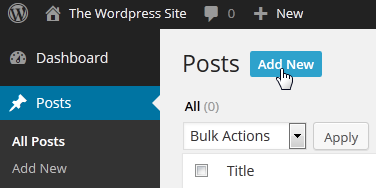 The Wordpress Site 0 + New
Dashboard
Posts
All Posts
Add New
Posts Add New
All (0)
Bulk Actions Apply
Title